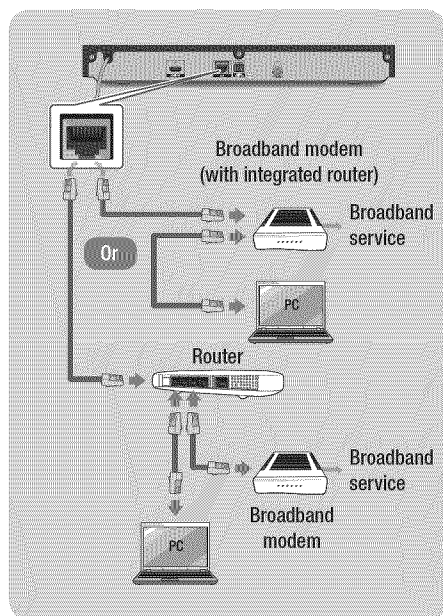 Broadband modem
(with integrated router)
Broadband
service
Or
PC
Router
Broadband
service
Broadband
modem
PC